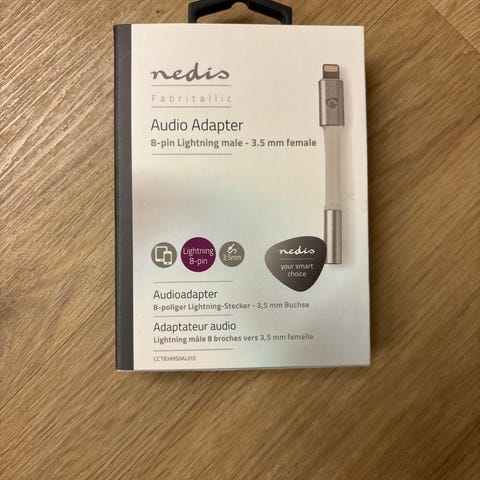 nedis
Fabritallic
Audio Adapter
8-pin Lightning male - 3.5 mm female
Lightning
8-pin
3.5mm
nedis
your smart
choice
Audioadapter
8-poliger Lightning-Stecker - 3,5 mm Buchse
Adaptateur audio
Lightning mâle 8 broches vers 3,5 mm femelle
CCTB39950AL015